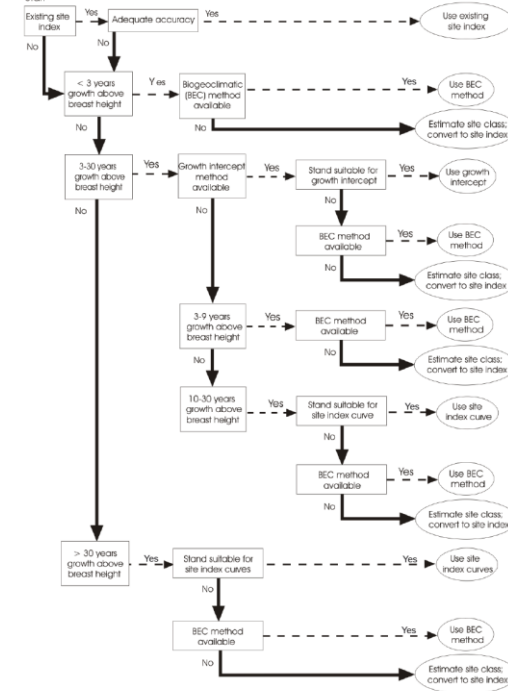 Existing site
index
Yes
Adequate accuracy
Yes
Use existing
site index
No
No
< 3 years
growth above
breast height
Yes
Biogeoclimatic
(BEC) method
available
Yes
Use BEC
method
No
No
Estimate site class;
convert to site index
3-30 years
growth above
breast height
Yes
Growth intercept
method
available
Yes
Stand suitable for
growth intercept
Yes
Use growth
intercept
No
No
No
BEC method
available
Yes
Use BEC
method
No
Estimate site class;
convert to site index
3-9 years
growth above
breast height
Yes
BEC method
available
Yes
Use BEC
method
No
No
Estimate site class;
convert to site index
10-30 years
growth above
breast height
Yes
Stand suitable for
site index curve
Yes
Use site
index curve
No
BEC method
available
Yes
Use BEC
method
No
Estimate site class;
convert to site index
> 30 years
growth above
breast height
Yes
Stand suitable for
site index curves
Yes
Use site
index curves
No
BEC method
available
Yes
Use BEC
method
No
Estimate site class;
convert to site index